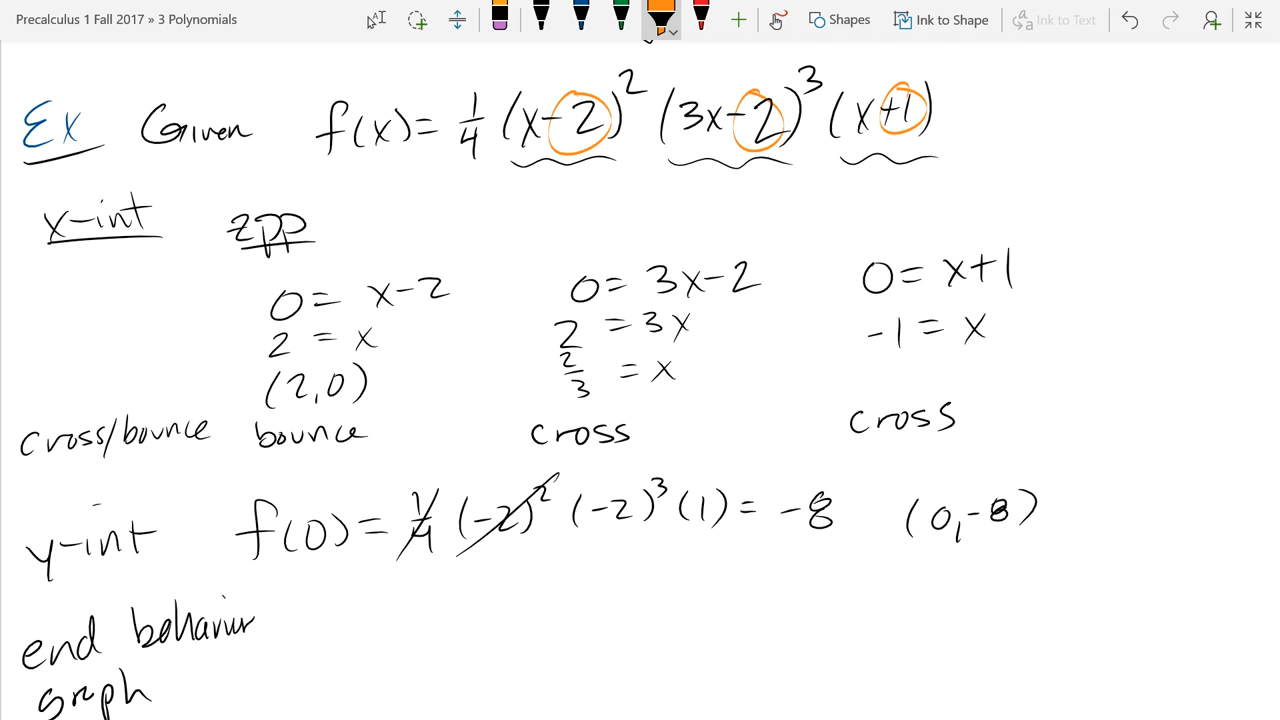 Precalculus 1 Fall 2017 » 3 Polynomials
Shapes
Ink to Shape
Ink to Text
Ex Given f(x) = 1/4 (x-2)^2 (3x-2)^3 (x+1)
x-int zpp
0 = x-2 0 = 3x-2 0 = x+1
2 = x 2 = 3x -1 = x
(2,0) 2/3 = x
cross/bounce bounce cross cross
y-int f(0) = 1/4 (-2)^2 (-2)^3 (1) = -8 (0,-8)
end behavior
graph